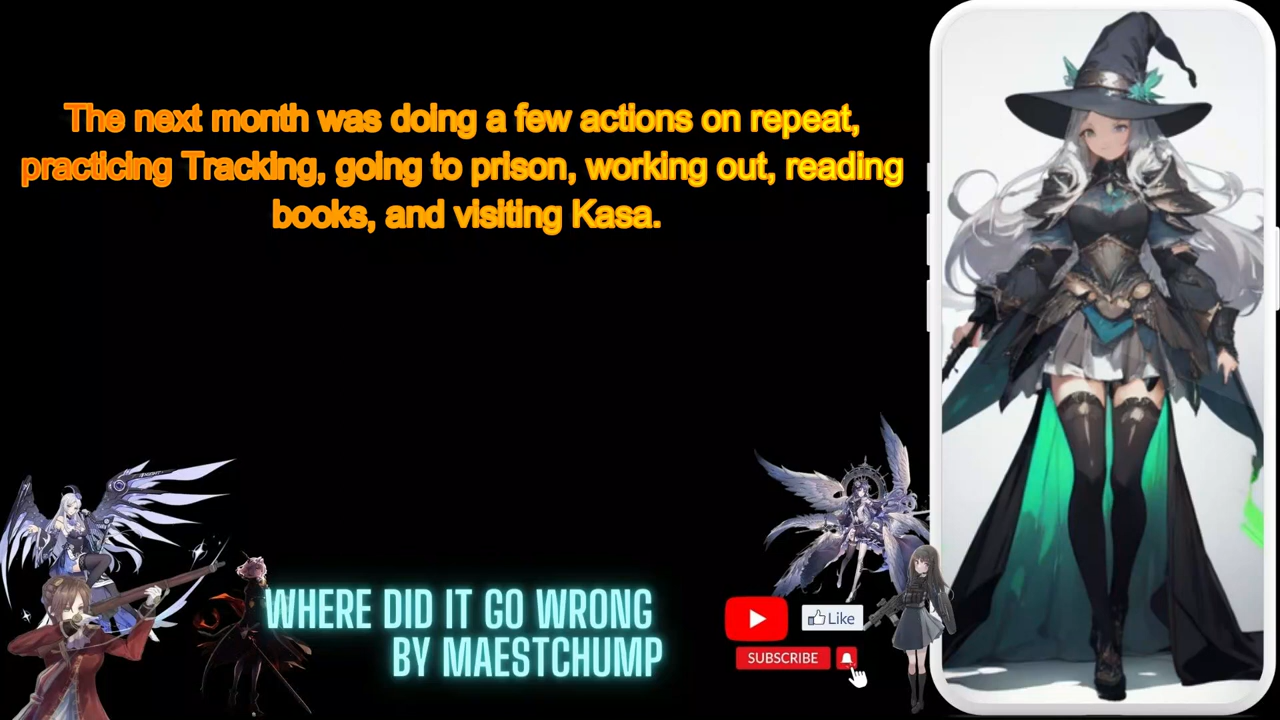 The next month was doing a few actions on repeat,
practicing Tracking, going to prison, working out, reading
books, and visiting Kasa.
WHERE DID IT GO WRONG
BY MAESTCHUMP
Like
SUBSCRIBE